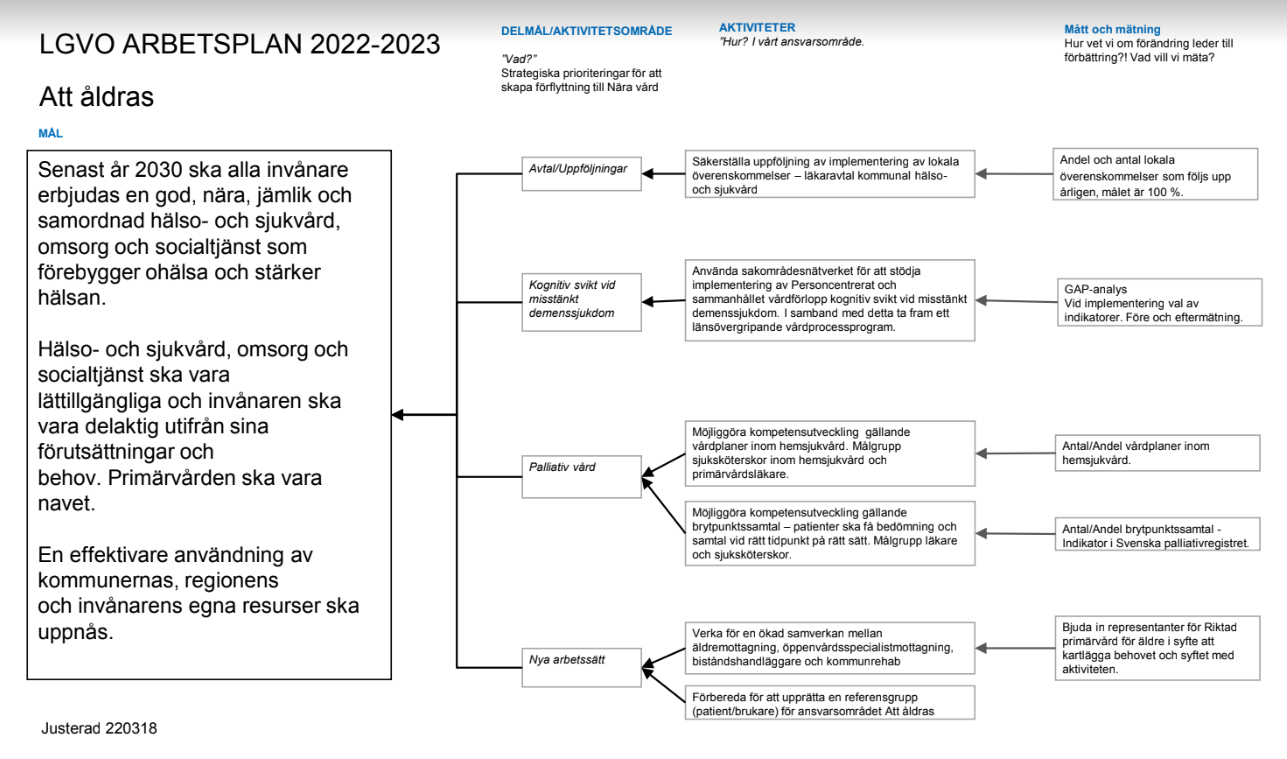 LGVO ARBETSPLAN 2022-2023
Att åldras
MÅL
Senast år 2030 ska alla invånare
erbjudas en god, nära, jämlik och
samordnad hälso- och sjukvård,
omsorg och socialtjänst som
förebygger ohälsa och stärker
hälsan.
Hälso- och sjukvård, omsorg och
socialtjänst ska vara
lättillgängliga och invånaren ska
vara delaktig utifrån sina
förutsättningar och
behov. Primärvården ska vara
navet.
En effektivare användning av
kommunernas, regionens
och invånarens egna resurser ska
uppnås.
Justerad 220318
DELMÅL/AKTIVITETSOMRÅDE
"Vad?"
Strategiska prioriteringar för att
skapa förflyttning till Nära vård
Avtal/Uppföljningar
Kognitiv svikt vid
misstänkt
demenssjukdom
Palliativ vård
Nya arbetssätt
AKTIVITETER
"Hur? I vårt ansvarsområde.
Säkerställa uppföljning av implementering av lokala
överenskommelser – läkaravtal kommunal hälso-
och sjukvård
Använda sakområdesnätverket för att stödja
implementering av Personcentrerat och
sammanhållet vårdförlopp kognitiv svikt vid misstänkt
demenssjukdom. I samband med detta ta fram ett
länsövergripande vårdprocessprogram.
Möjliggöra kompetensutveckling gällande
vårdplaner inom hemsjukvård. Målgrupp
sjuksköterskor inom hemsjukvård och
primärvårdsläkare.
Möjliggöra kompetensutveckling gällande
brytpunktssamtal – patienter ska få bedömning och
samtal vid rätt tidpunkt på rätt sätt. Målgrupp läkare
och sjuksköterskor.
Verka för en ökad samverkan mellan
äldremottagning, öppenvårdsspecialistmottagning,
biståndshandläggare och kommunrehab
Förbereda för att upprätta en referensgrupp
(patient/brukare) för ansvarsområdet Att åldras
Mått och mätning
Hur vet vi om förändring leder till
förbättring?! Vad vill vi mäta?
Andel och antal lokala
överenskommelser som följs upp
årligen, målet är 100 %.
GAP-analys
Vid implementering val av
indikatorer. Före och eftermätning.
Antal/Andel vårdplaner inom
hemsjukvård.
Antal/Andel brytpunktssamtal -
Indikator i Svenska palliativregistret.
Bjuda in representanter för Riktad
primärvård för äldre i syfte att
kartlägga behovet och syftet med
aktiviteten.